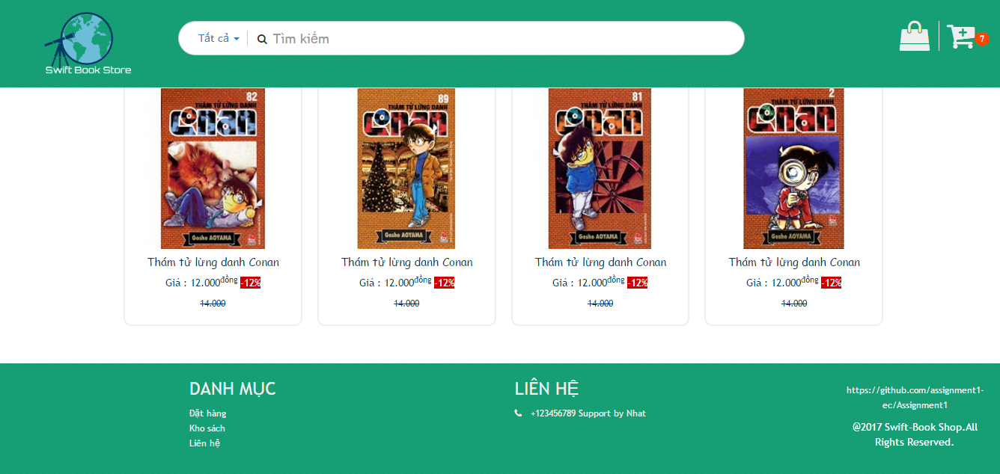 Swift Book Store
Tất cả
Tìm kiếm
7
82
THÁM TỬ LỪNG DANH
Conan
Gosho AOYAMA
89
THÁM TỬ LỪNG DANH
Conan
Gosho AOYAMA
81
THÁM TỬ LỪNG DANH
Conan
Gosho AOYAMA
2
THÁM TỬ LỪNG DANH
Conan
Gosho AOYAMA
Thám tử lừng danh Conan
Giá : 12.000đồng -12%
14.000
Thám tử lừng danh Conan
Giá : 12.000đồng -12%
14.000
Thám tử lừng danh Conan
Giá : 12.000đồng -12%
14.000
Thám tử lừng danh Conan
Giá : 12.000đồng -12%
14.000
DANH MỤC
Đặt hàng
Kho sách
Liên hệ
LIÊN HỆ
+123456789 Support by Nhat
https://github.com/assignment1-
ec/Assignment1
@2017 Swift-Book Shop.All
Rights Reserved.